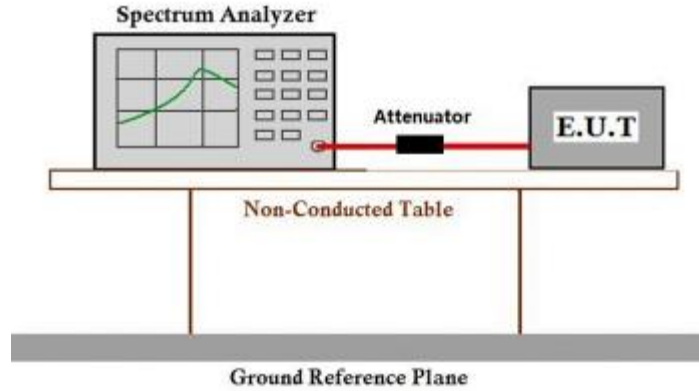 Spectrum Analyzer
Attenuator
E.U.T
Non-Conducted Table
Ground Reference Plane